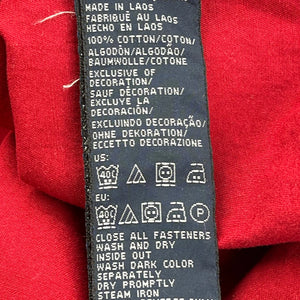 MADE IN LAOS
FABRIQUÉ AU LAOS
HECHO EN LAOS
100% COTTON/COTON/
ALGODÓN/ALGODÃO/
BAUMWOLLE/COTONE
EXCLUSIVE OF
DECORATION/
SAUF DÉCORATION/
EXCLUYE LA
DECORACIÓN/
EXCLUINDO DECORAÇÃO/
OHNE DEKORATION/
ECCETTO DECORAZIONE
US:
40C
EU:
40 P
CLOSE ALL FASTENERS
WASH AND DRY
INSIDE OUT
WASH DARK COLOR
SEPARATELY
DRY PROMPTLY
STEAM IRON